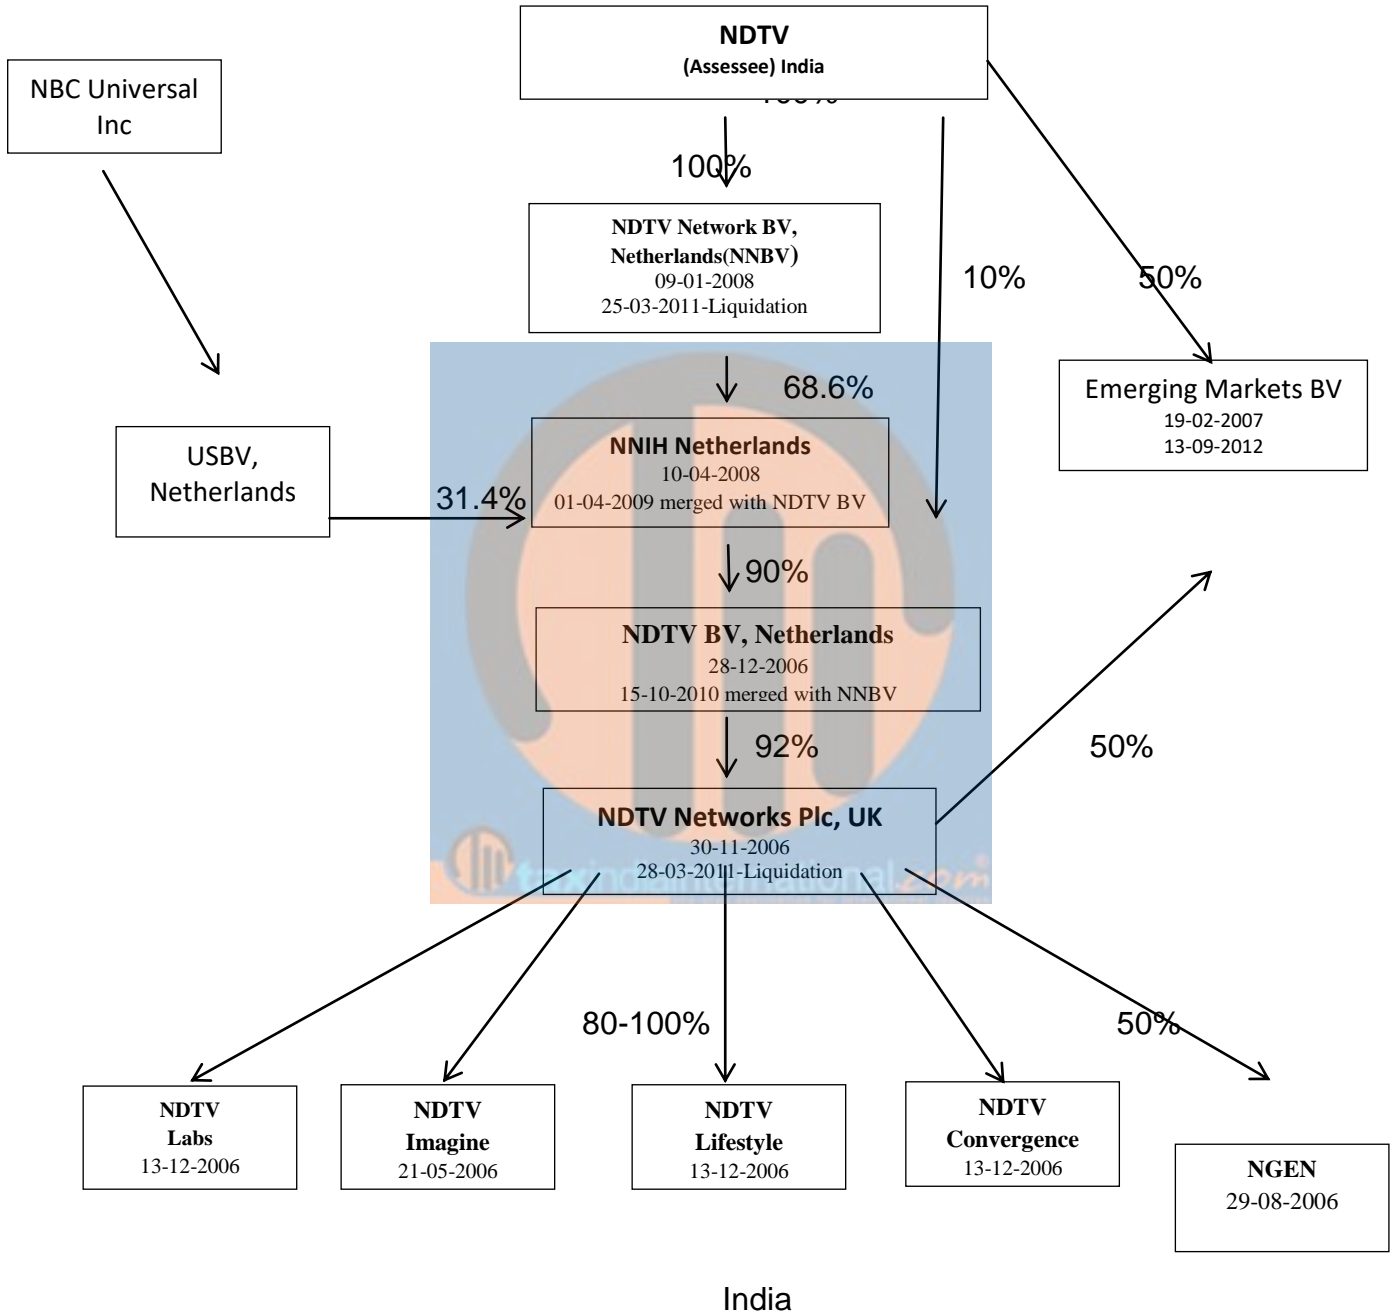 NDTV
(Assessee) India
NBC Universal
Inc
100%
NDTV Network BV,
Netherlands(NNBV)
09-01-2008
25-03-2011-Liquidation
10%
50%
68.6%
Emerging Markets BV
19-02-2007
13-09-2012
NNIH Netherlands
10-04-2008
01-04-2009 merged with NDTV BV
USBV,
Netherlands
31.4%
90%
NDTV BV, Netherlands
28-12-2006
15-10-2010 merged with NNBV
92%
50%
NDTV Networks Plc, UK
30-11-2006
28-03-2011-Liquidation
taxindiainternational.com
80-100%
50%
NDTV
Labs
13-12-2006
NDTV
Imagine
21-05-2006
NDTV
Lifestyle
13-12-2006
NDTV
Convergence
13-12-2006
NGEN
29-08-2006
India